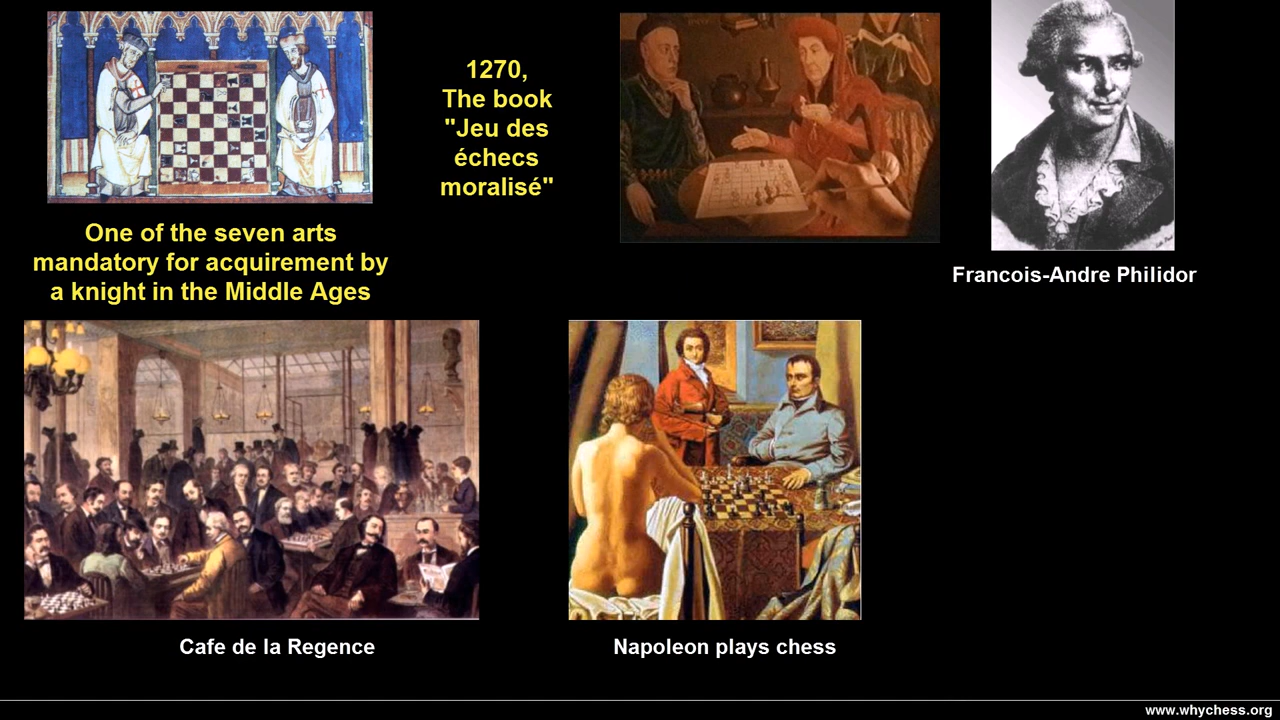 1270,
The book
"Jeu des
échecs
moralisé"
One of the seven arts
mandatory for acquirement by
a knight in the Middle Ages
Francois-Andre Philidor
Cafe de la Regence
Napoleon plays chess
www.whychess.org